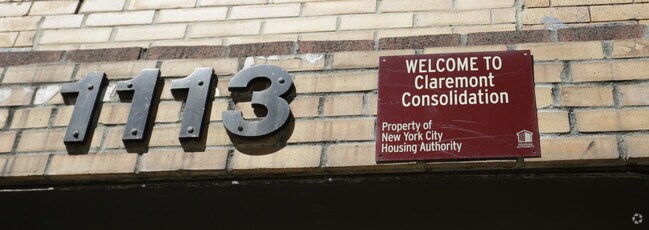 1113
WELCOME TO
Claremont
Consolidation
Property of
New York City
Housing Authority